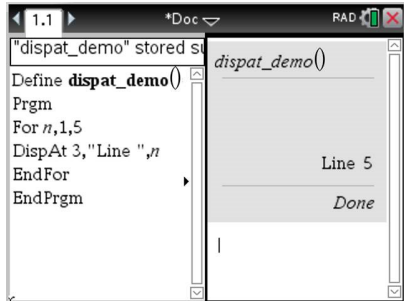 1.1 *Doc RAD
"dispat_demo" stored su
Define dispat_demo()
Prgm
For n,1,5
DispAt 3,"Line ",n
EndFor
EndPrgm
dispat_demo()
Line 5
Done